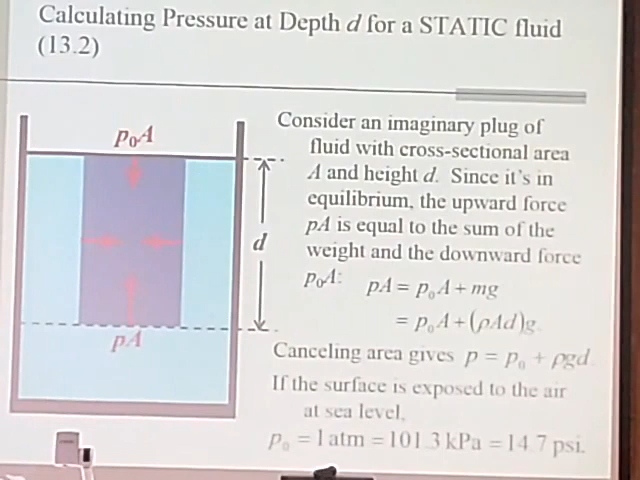 Calculating Pressure at Depth d for a STATIC fluid
(13.2)
p₀A
d
pA
Consider an imaginary plug of
fluid with cross-sectional area
A and height d. Since it's in
equilibrium, the upward force
pA is equal to the sum of the
weight and the downward force
p₀A: pA = p₀A + mg
= p₀A + (ρAd)g.
Canceling area gives p = p₀ + ρgd.
If the surface is exposed to the air
at sea level,
p₀ = 1 atm = 101.3 kPa = 14.7 psi.